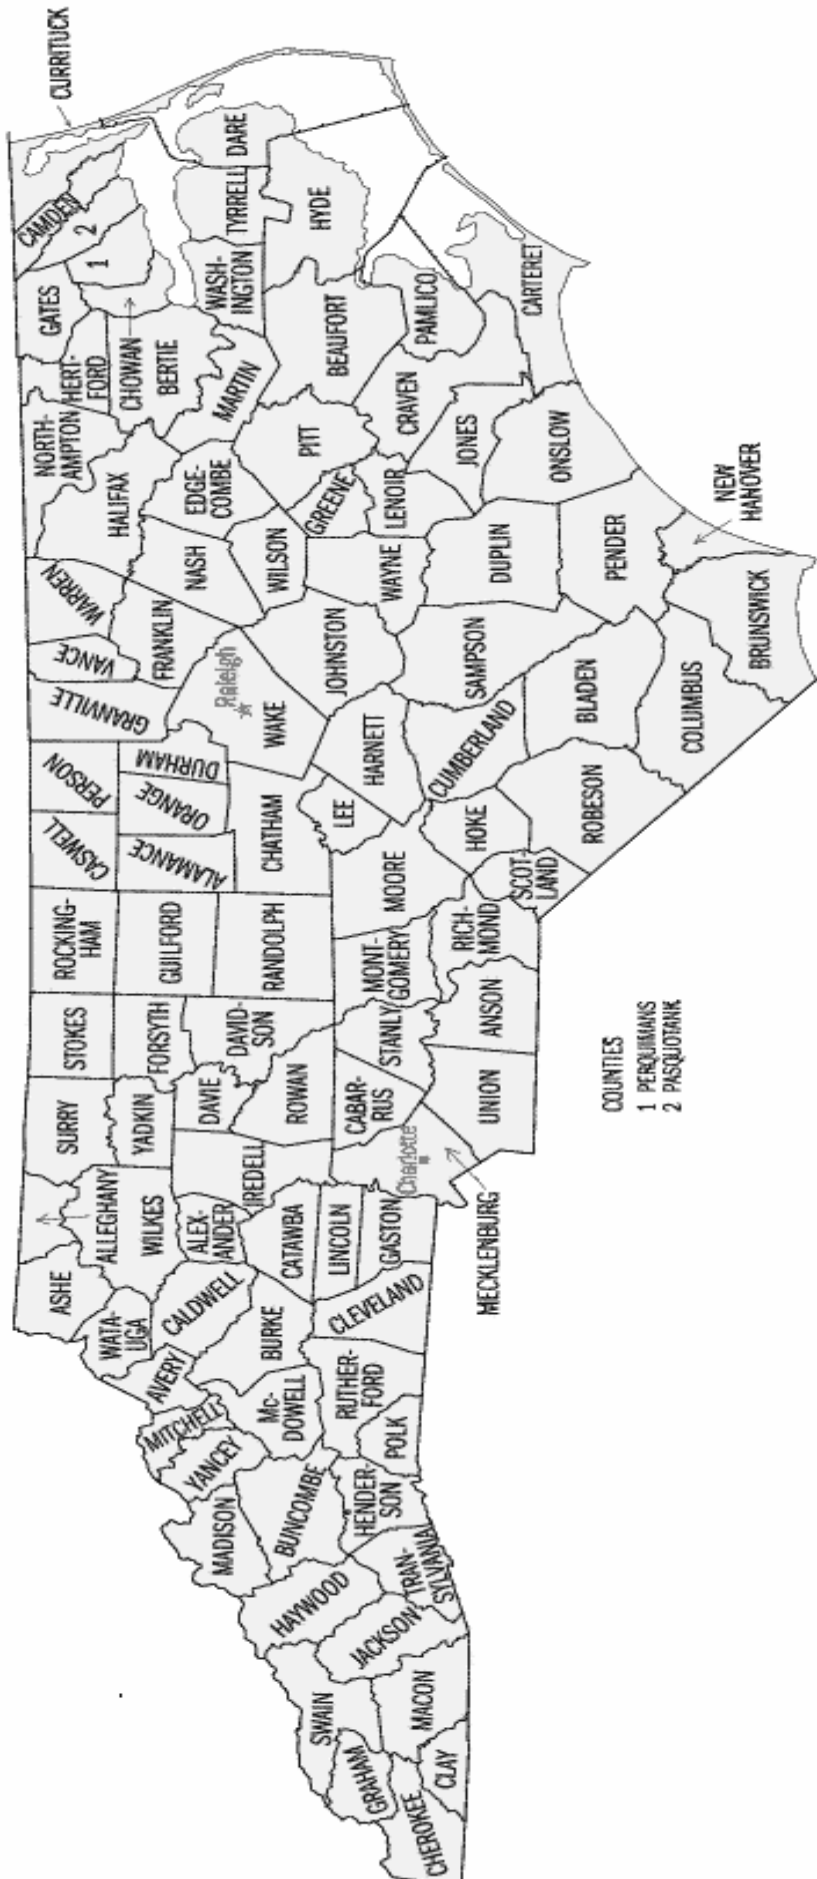 CURRITUCK
CAMDEN
2
1
GATES
HERT-
FORD
CHOWAN
BERTIE
NORTH-
AMPTON
HALIFAX
MARTIN
WASH-
INGTON
TYRRELL
DARE
HYDE
BEAUFORT
PAMLICO
CARTERET
CRAVEN
JONES
ONSLOW
PITT
GREENE
LENOIR
EDGE-
COMBE
NASH
WILSON
WAYNE
DUPLIN
PENDER
NEW
HANOVER
BRUNSWICK
COLUMBUS
BLADEN
SAMPSON
JOHNSTON
WARREN
VANCE
FRANKLIN
GRANVILLE
Raleigh
WAKE
HARNETT
CUMBERLAND
ROBESON
HOKE
SCOT-
LAND
LEE
CHATHAM
DURHAM
ORANGE
PERSON
CASWELL
ALAMANCE
MOORE
RICH-
MOND
MONT-
GOMERY
RANDOLPH
GUILFORD
ROCKING-
HAM
STOKES
FORSYTH
DAVID-
SON
STANLY
ANSON
UNION
CABAR-
RUS
ROWAN
DAVIE
YADKIN
SURRY
IREDELL
Charlotte
MECKLENBURG
ALLEGHANY
WILKES
ALEX-
ANDER
CATAWBA
LINCOLN
GASTON
CLEVELAND
BURKE
CALDWELL
ASHE
WATA-
UGA
AVERY
MITCHELL
YANCEY
Mc-
DOWELL
RUTHER-
FORD
POLK
HENDER-
SON
BUNCOMBE
MADISON
HAYWOOD
TRAN-
SYLVANIA
JACKSON
SWAIN
MACON
GRAHAM
CLAY
CHEROKEE
COUNTIES
1 PERQUIMANS
2 PASQUOTANK